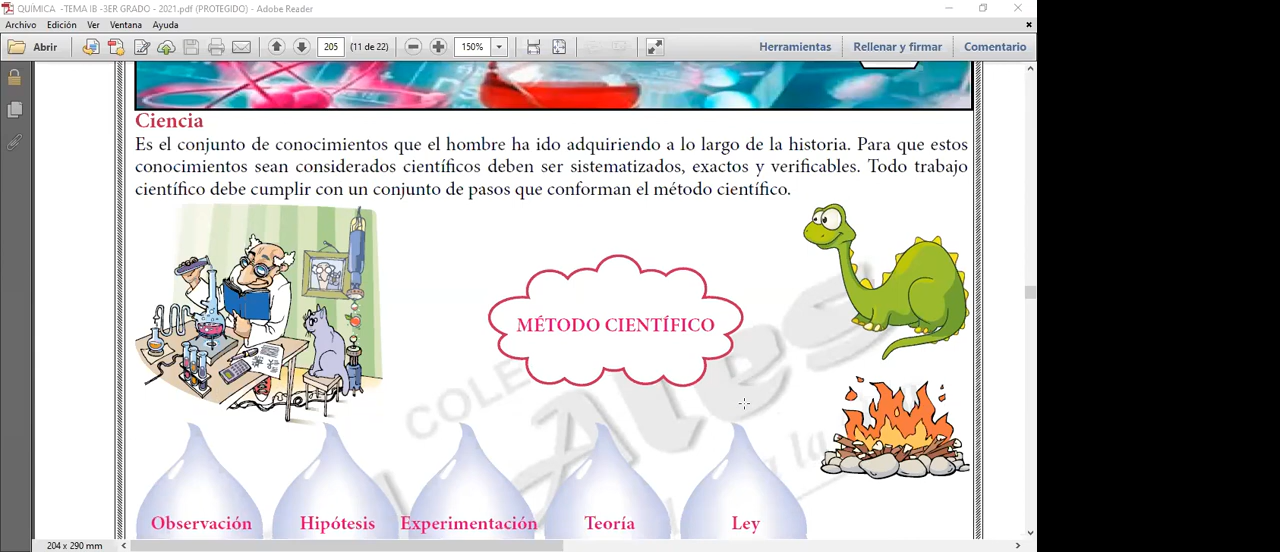 QUÍMICA -TEMA IB -3ER GRADO - 2021.pdf (PROTEGIDO) - Adobe Reader
Archivo Edición Ver Ventana Ayuda
Abrir 205 (11 de 22) 150% Herramientas Rellenar y firmar Comentario
Ciencia
Es el conjunto de conocimientos que el hombre ha ido adquiriendo a lo largo de la historia. Para que estos
conocimientos sean considerados científicos deben ser sistematizados, exactos y verificables. Todo trabajo
científico debe cumplir con un conjunto de pasos que conforman el método científico.
MÉTODO CIENTÍFICO
Observación Hipótesis Experimentación Teoría Ley
204 x 290 mm